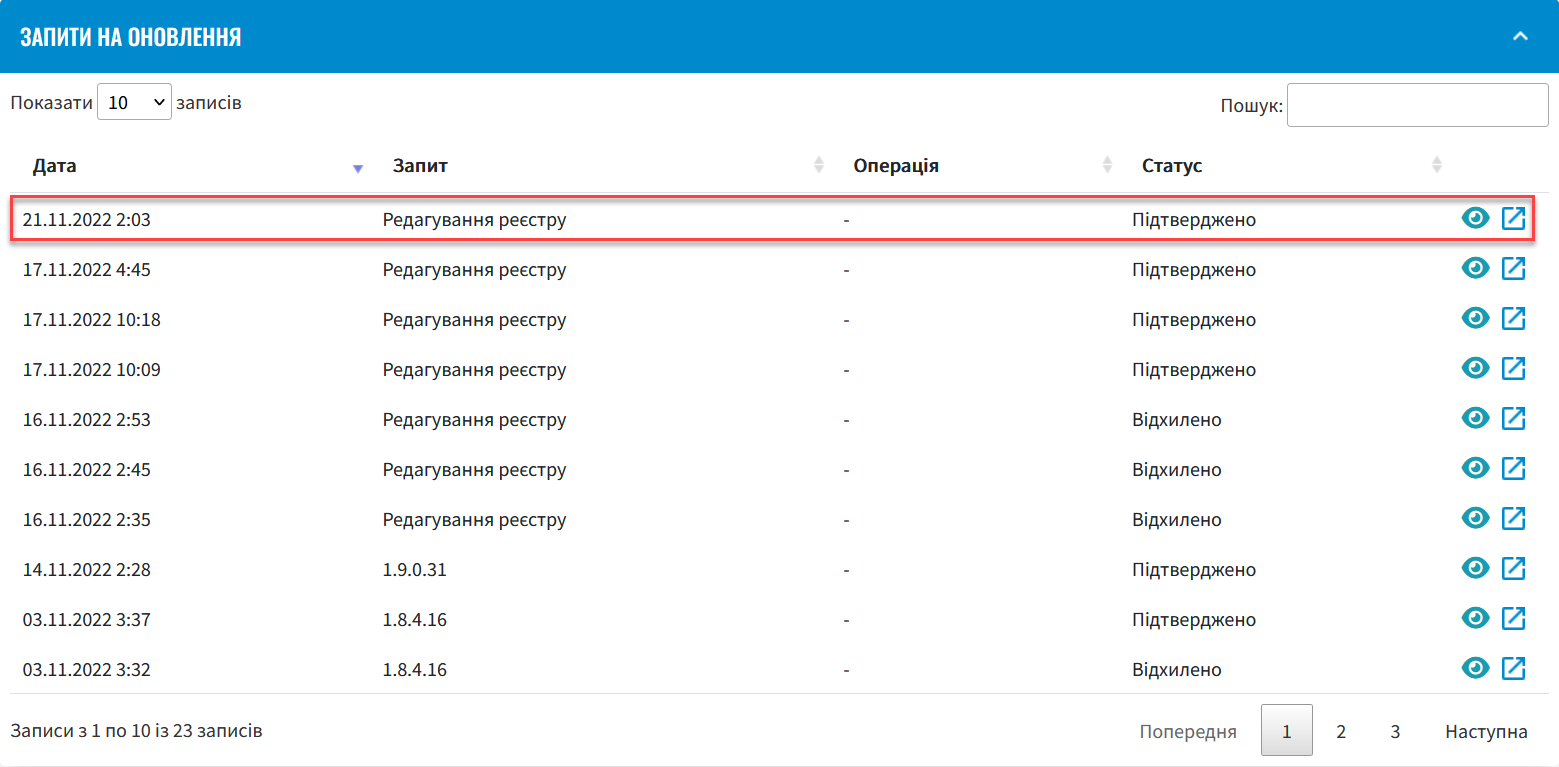 ЗАПИТИ НА ОНОВЛЕННЯ
Показати 10 записів Пошук:
Дата Запит Операція Статус
21.11.2022 2:03 Редагування реєстру - Підтверджено
17.11.2022 4:45 Редагування реєстру - Підтверджено
17.11.2022 10:18 Редагування реєстру - Підтверджено
17.11.2022 10:09 Редагування реєстру - Підтверджено
16.11.2022 2:53 Редагування реєстру - Відхилено
16.11.2022 2:45 Редагування реєстру - Відхилено
16.11.2022 2:35 Редагування реєстру - Відхилено
14.11.2022 2:28 1.9.0.31 - Підтверджено
03.11.2022 3:37 1.8.4.16 - Підтверджено
03.11.2022 3:32 1.8.4.16 - Відхилено
Записи з 1 по 10 із 23 записів Попередня 1 2 3 Наступна